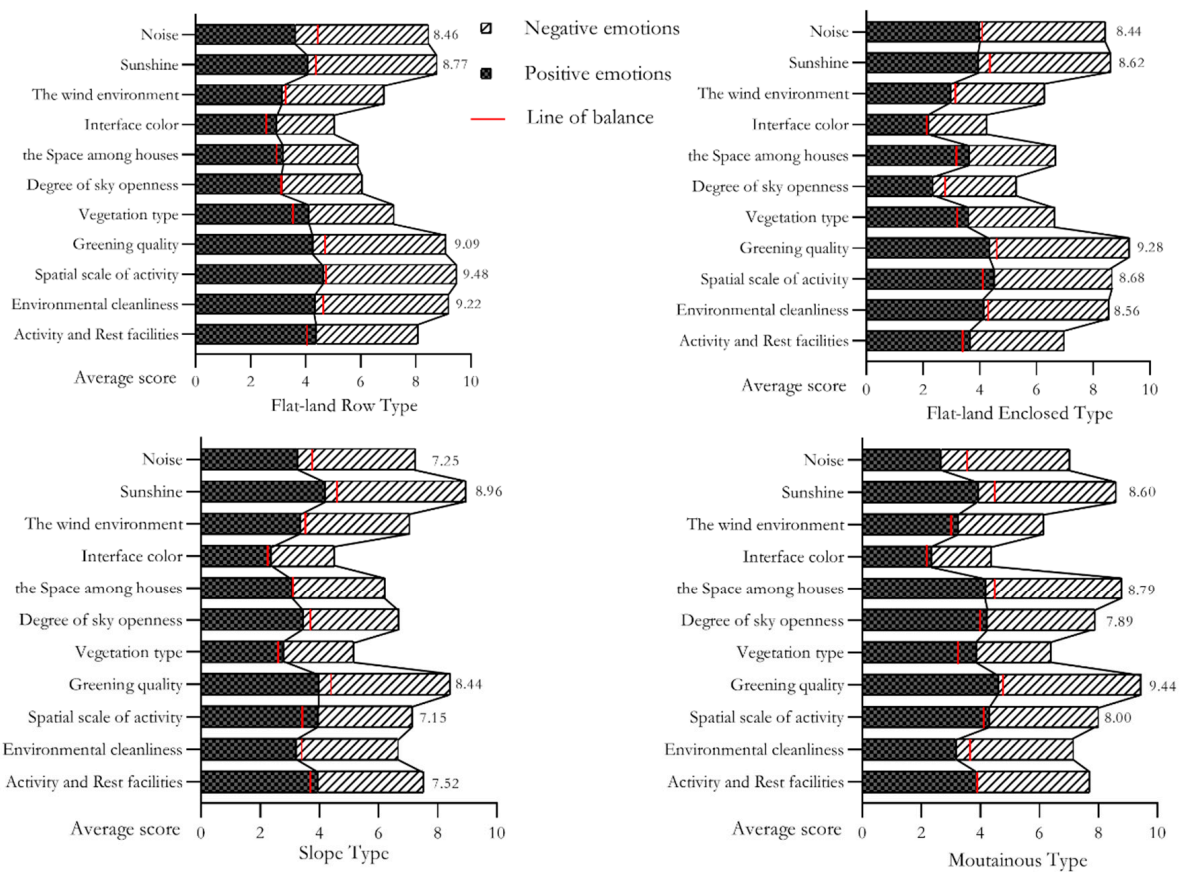 Noise
8.46
Sunshine
8.77
The wind environment
Interface color
the Space among houses
Degree of sky openness
Vegetation type
Greening quality
9.09
Spatial scale of activity
9.48
Environmental cleanliness
9.22
Activity and Rest facilities
Average score
0 2 4 6 8 10
Flat-land Row Type
Negative emotions
Positive emotions
Line of balance
Noise
8.44
Sunshine
8.62
The wind environment
Interface color
the Space among houses
Degree of sky openness
Vegetation type
Greening quality
9.28
Spatial scale of activity
8.68
Environmental cleanliness
8.56
Activity and Rest facilities
Average score
0 2 4 6 8 10
Flat-land Enclosed Type
Noise
7.25
Sunshine
8.96
The wind environment
Interface color
the Space among houses
Degree of sky openness
Vegetation type
Greening quality
8.44
Spatial scale of activity
7.15
Environmental cleanliness
Activity and Rest facilities
7.52
Average score
0 2 4 6 8 10
Slope Type
Noise
Sunshine
8.60
The wind environment
Interface color
the Space among houses
8.79
Degree of sky openness
7.89
Vegetation type
Greening quality
9.44
Spatial scale of activity
8.00
Environmental cleanliness
Activity and Rest facilities
Average score
0 2 4 6 8 10
Moutainous Type